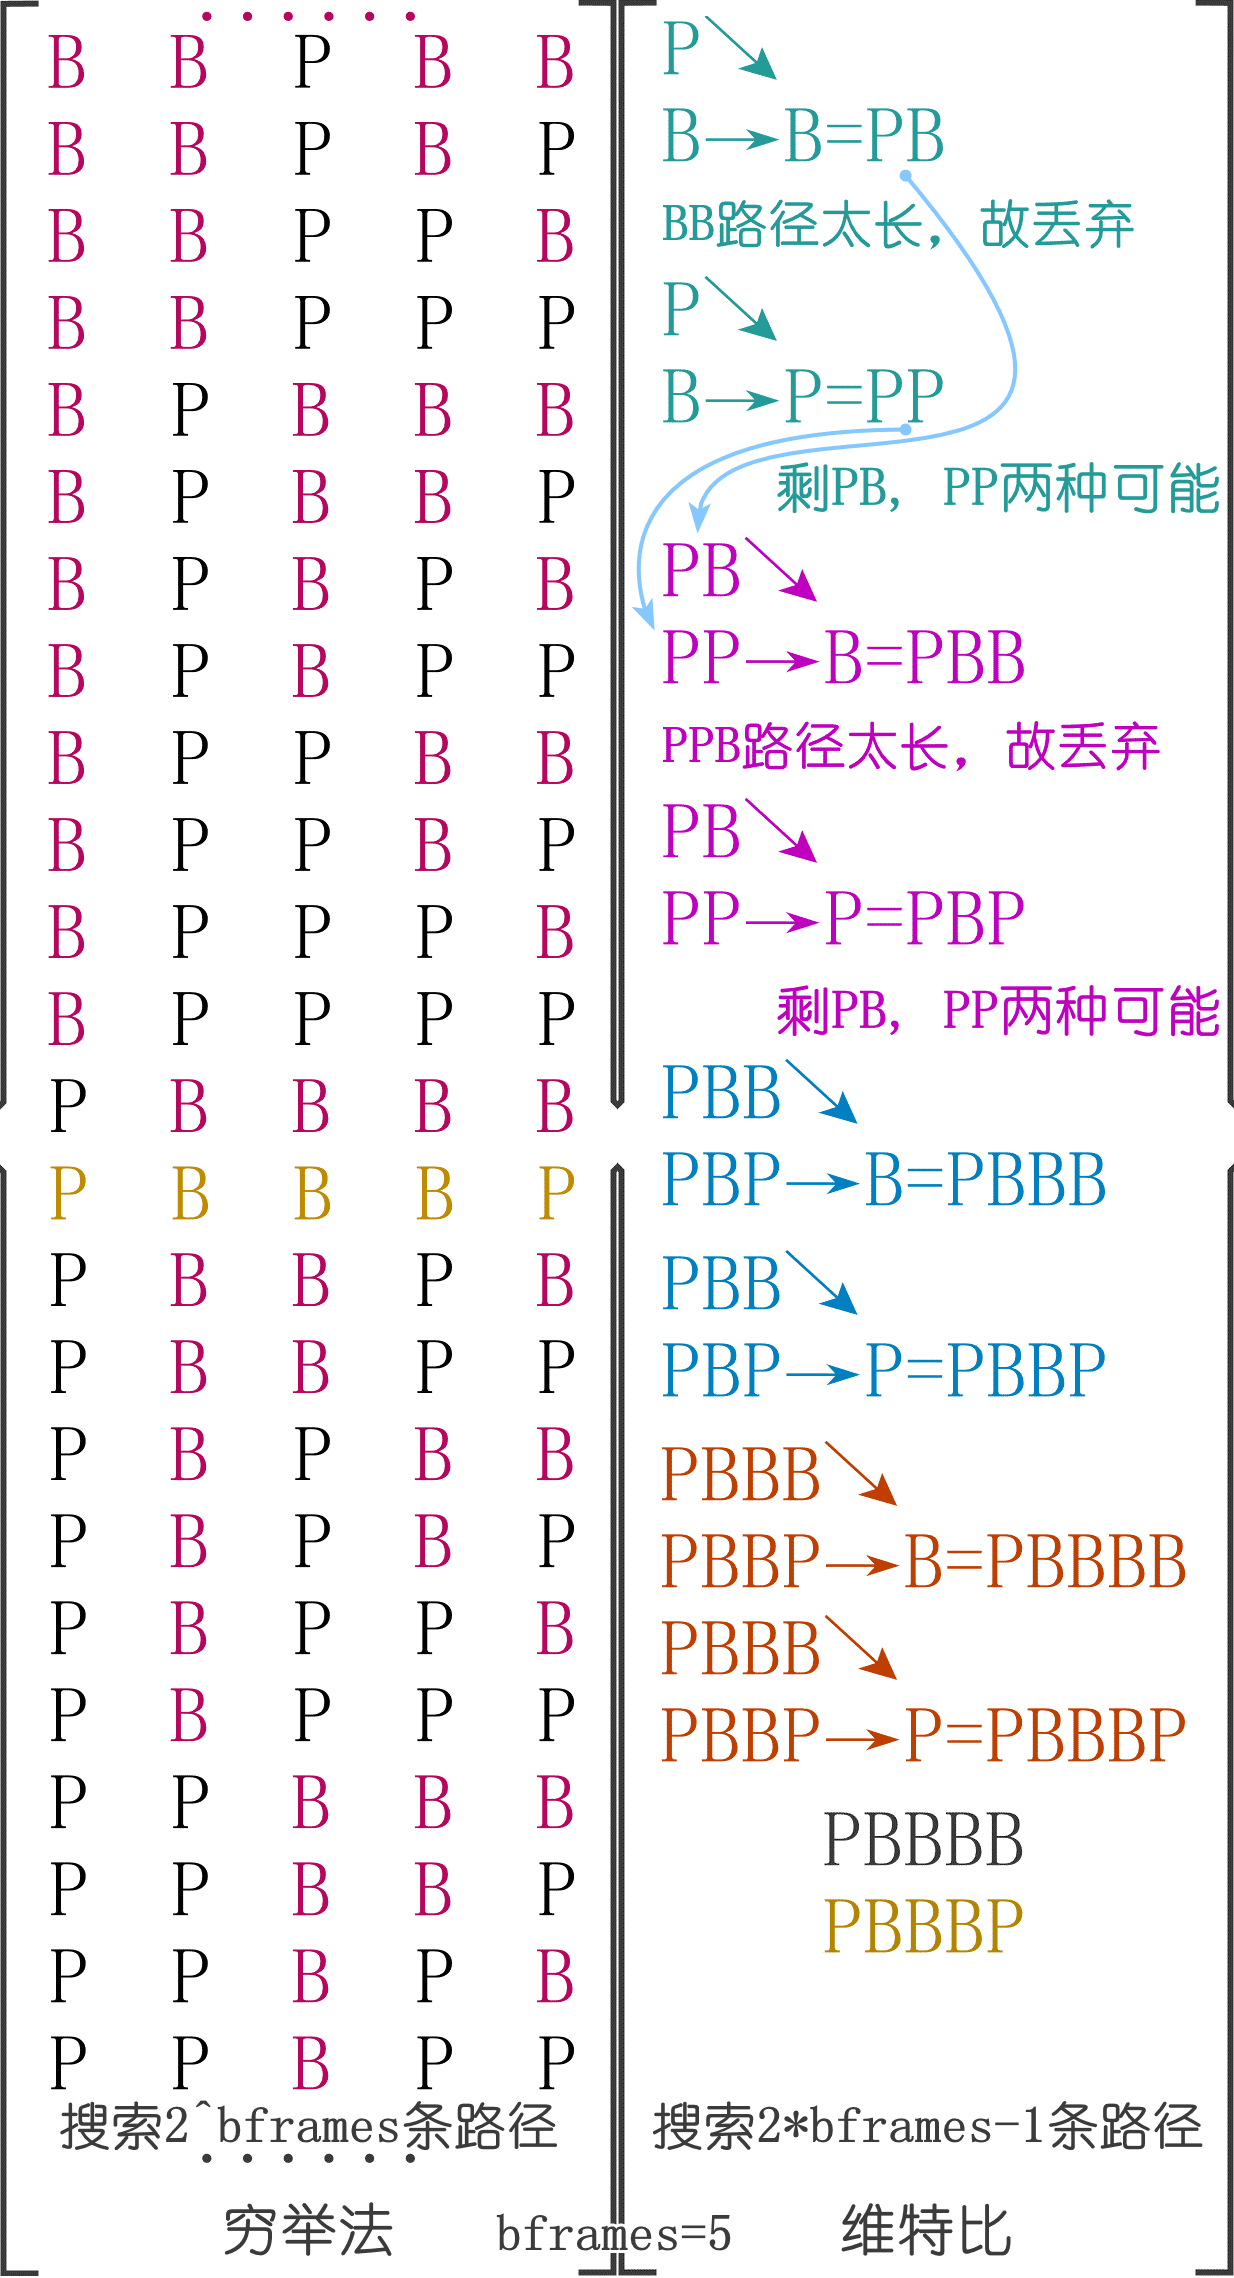 B B P B B
B B P B P
B B P P B
B B P P P
B P B B B
B P B B P
B P B P B
B P B P P
B P P B B
B P P B P
B P P P B
B P P P P
P B B B B
P B B B P
P B B P B
P B B P P
P B P B B
P B P B P
P B P P B
P B P P P
P P B B B
P P B B P
P P B P B
P P B P P
搜索2^bframes条路径
穷举法
P
B→B=PB
BB路径太长，故丢弃
P
B→P=PP
剩PB，PP两种可能
PB
PP→B=PBB
PPB路径太长，故丢弃
PB
PP→P=PBP
剩PB，PP两种可能
PBB
PBP→B=PBBB
PBB
PBP→P=PBBP
PBBB
PBBP→B=PBBBB
PBBB
PBBP→P=PBBBP
PBBBB
PBBBP
搜索2*bframes-1条路径
维特比
bframes=5